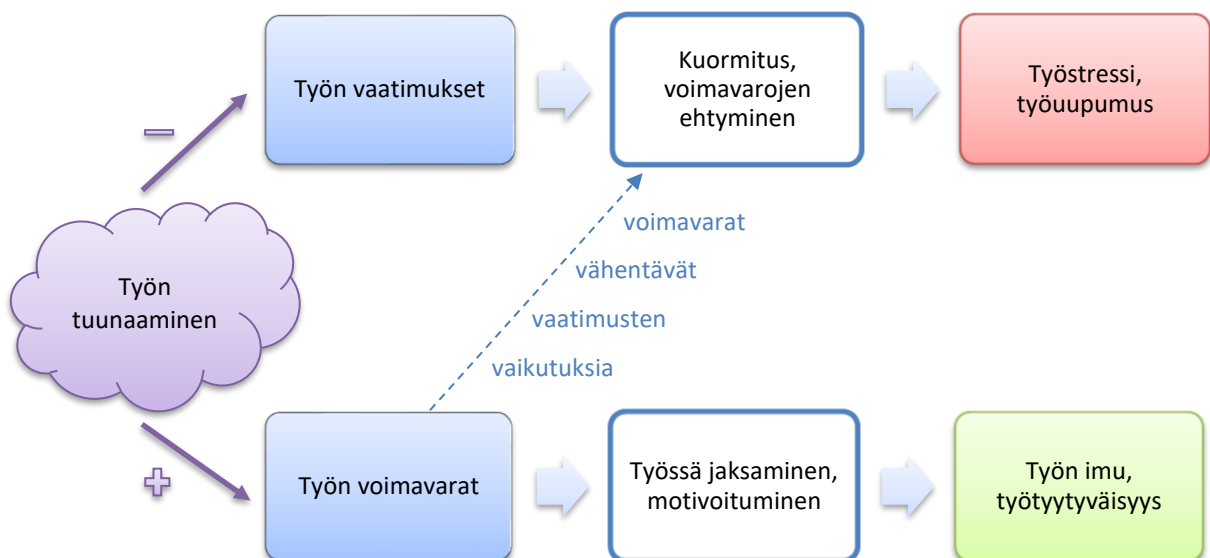 Työn vaatimukset
Kuormitus,
voimavarojen
ehtyminen
Työstressi,
työuupumus
−
voimavarat
vähentävät
vaatimusten
vaikutuksia
Työn
tuunaaminen
+
Työn voimavarat
Työssä jaksaminen,
motivoituminen
Työn imu,
työtyytyväisyys